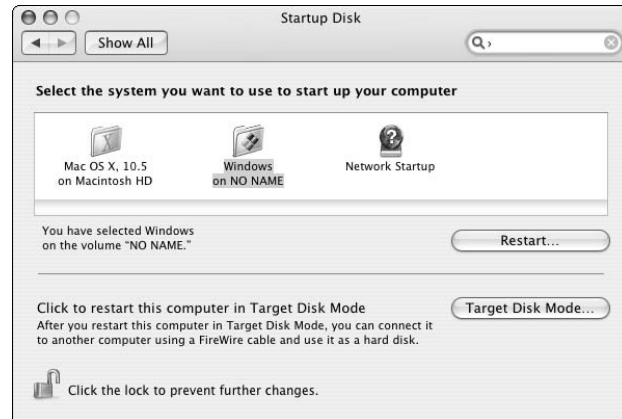 Startup Disk
Show All
Select the system you want to use to start up your computer
Mac OS X, 10.5
on Macintosh HD
Windows
on NO NAME
Network Startup
You have selected Windows
on the volume “NO NAME.”
Restart...
Click to restart this computer in Target Disk Mode
Target Disk Mode...
After you restart this computer in Target Disk Mode, you can connect it
to another computer using a FireWire cable and use it as a hard disk.
Click the lock to prevent further changes.